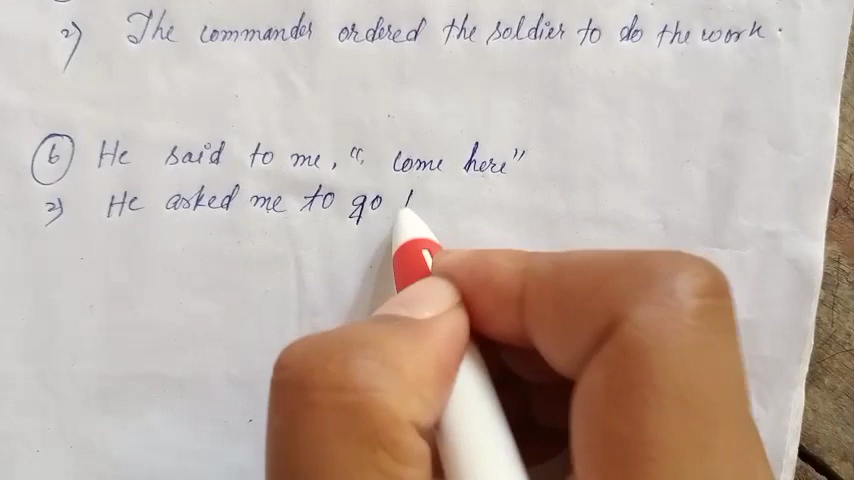 ⇒ The commander ordered the soldier to do the work.
6 He said to me, “ come here”
⇒ He asked me to go